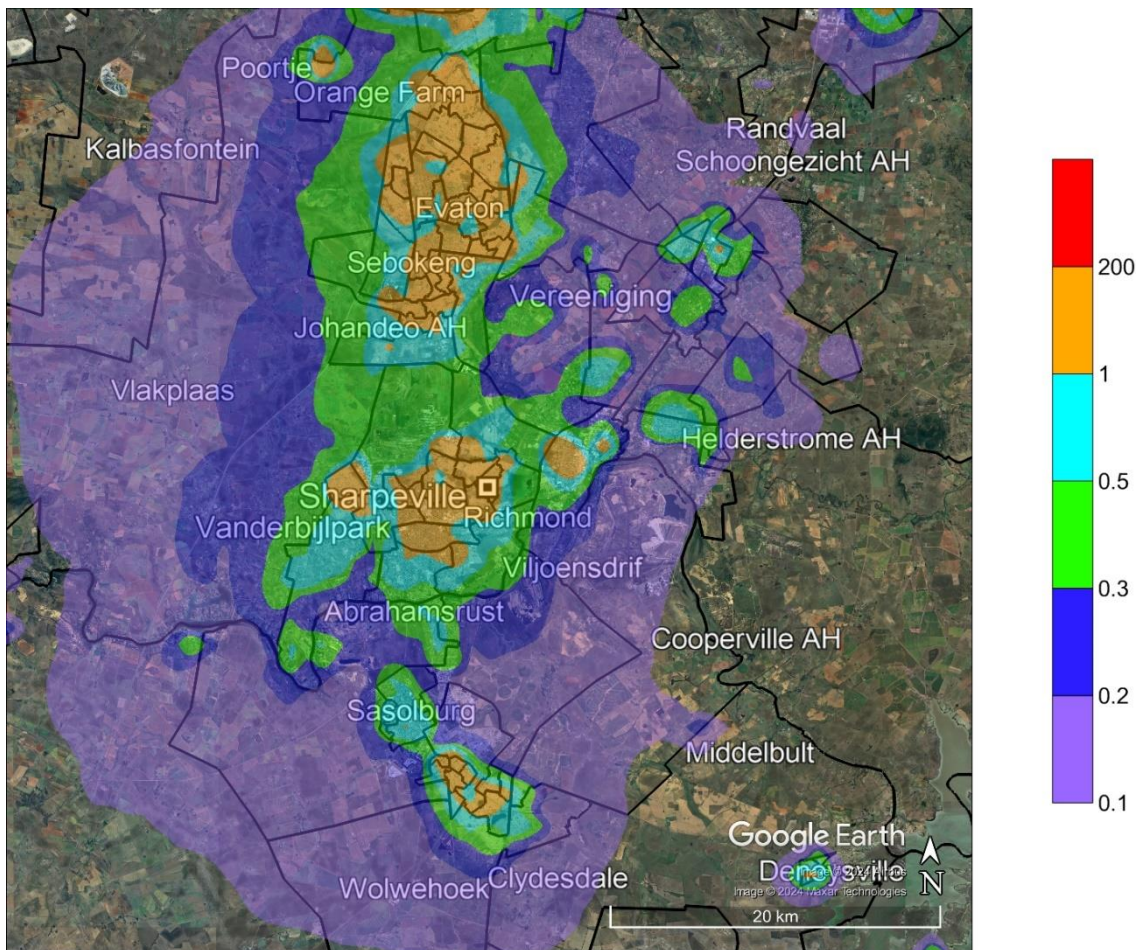 Poortje
Orange Farm
Randvaal
Kalbasfontein
Schoongezicht AH
Evaton
Sebokeng
Vereeniging
Johandeo AH
Vlakplaas
Helderstrome AH
Sharpeville
Vanderbijlpark
Richmond
Viljoensdrif
Abrahamsrust
Cooperville AH
Sasolburg
Middelbult
Google Earth
Image © 2024 Maxar Technologies
N
Wolwehoek
Clydesdale
20 km
200
1
0.5
0.3
0.2
0.1